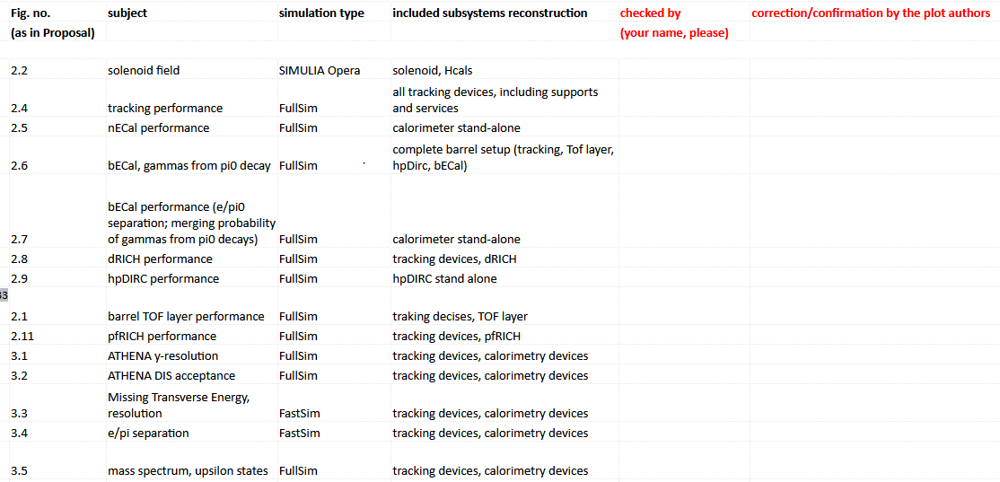 Fig. no. subject simulation type included subsystems reconstruction checked by correction/confirmation by the plot authors
(as in Proposal) (your name, please)
2.2 solenoid field SIMULIA Opera solenoid, Hcals
all tracking devices, including supports
2.4 tracking performance FullSim and services
2.5 nECal performance FullSim calorimeter stand-alone
complete barrel setup (tracking, Tof layer,
2.6 bECal, gammas from pi0 decay FullSim hpDirc, bECal)
bECal performance (e/pi0
separation; merging probability
2.7 of gammas from pi0 decays) FullSim calorimeter stand-alone
2.8 dRICH performance FullSim tracking devices, dRICH
2.9 hpDIRC performance FullSim hpDIRC stand alone
33
2.1 barrel TOF layer performance FullSim traking decises, TOF layer
2.11 pfRICH performance FullSim tracking devices, pfRICH
3.1 ATHENA y-resolution FullSim tracking devices, calorimetry devices
3.2 ATHENA DIS acceptance FullSim tracking devices, calorimetry devices
Missing Transverse Energy,
3.3 resolution FastSim tracking devices, calorimetry devices
3.4 e/pi separation FastSim tracking devices, calorimetry devices
3.5 mass spectrum, upsilon states FullSim tracking devices, calorimetry devices